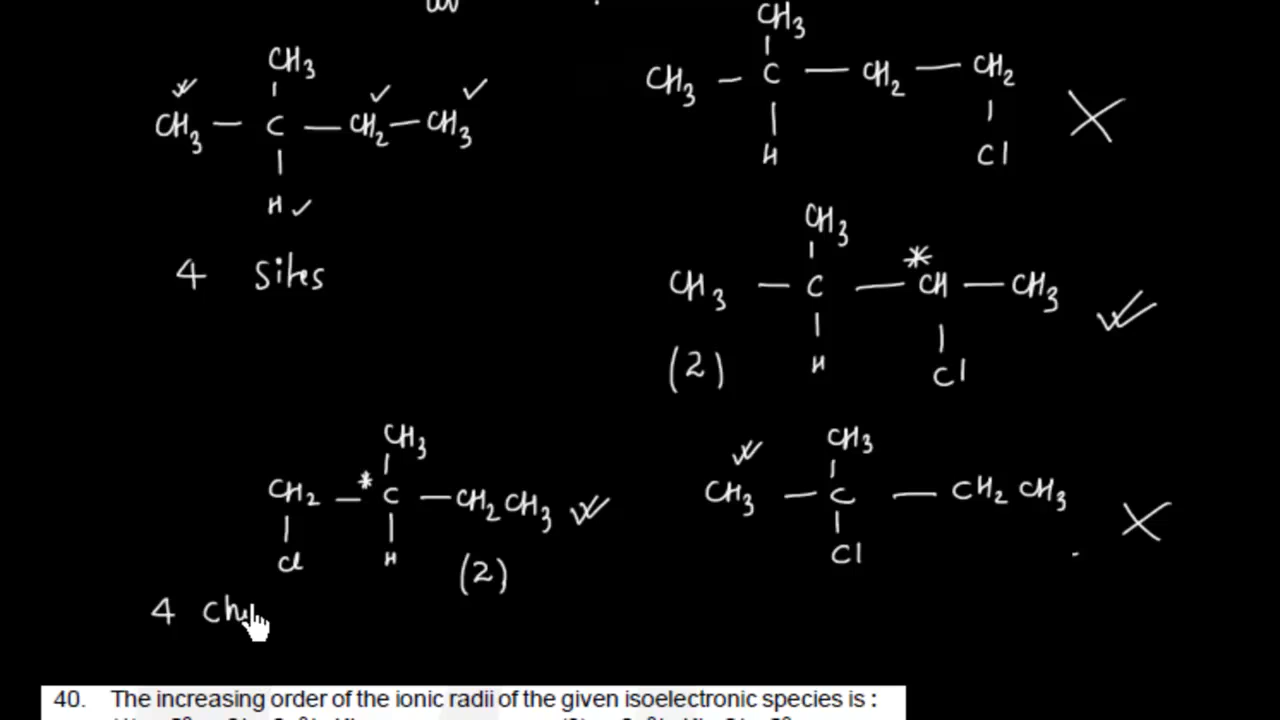 CH3
CH3 - C - CH2 - CH3
H
4 Sites
CH3
CH3 - C - CH2 - CH2
H Cl
CH3
CH3 - C - CH - CH3
*
H Cl
(2)
CH3
CH2 - * C - CH2 CH3
Cl H
(2)
CH3
CH3 - C - CH2 CH3
Cl
4
40. The increasing order of the ionic radii of the given isoelectronic species is :